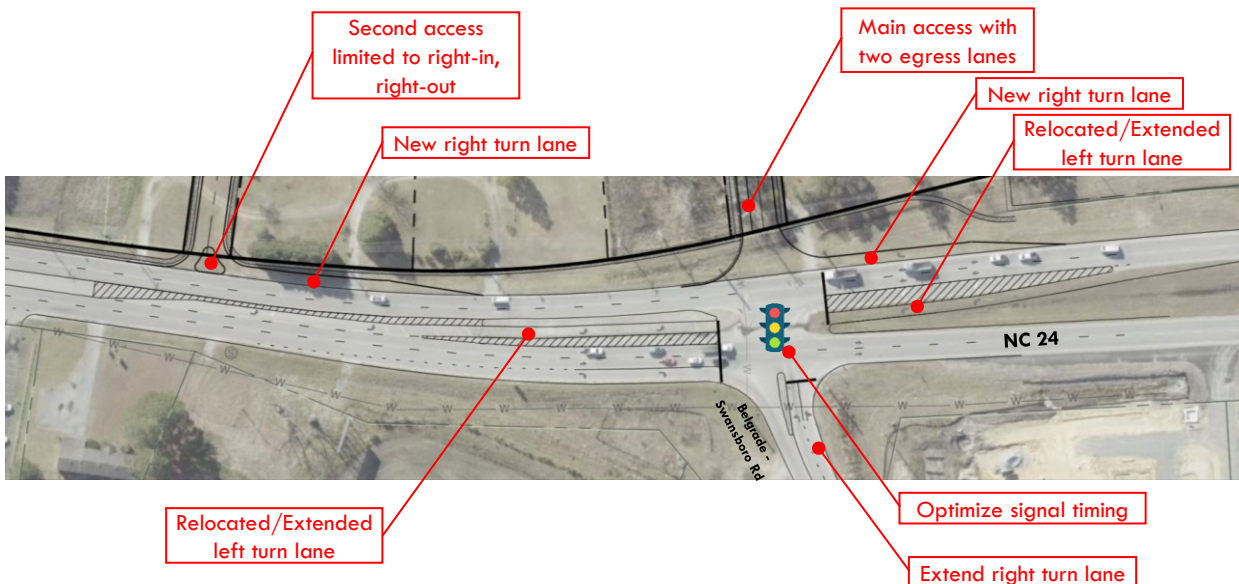 Second access
limited to right-in,
right-out
Main access with
two egress lanes
New right turn lane
New right turn lane
Relocated/Extended
left turn lane
NC 24
Belgrade -
Swansboro Rd
W
W
W
W
W
W
W
W
W
S
Relocated/Extended
left turn lane
Optimize signal timing
Extend right turn lane